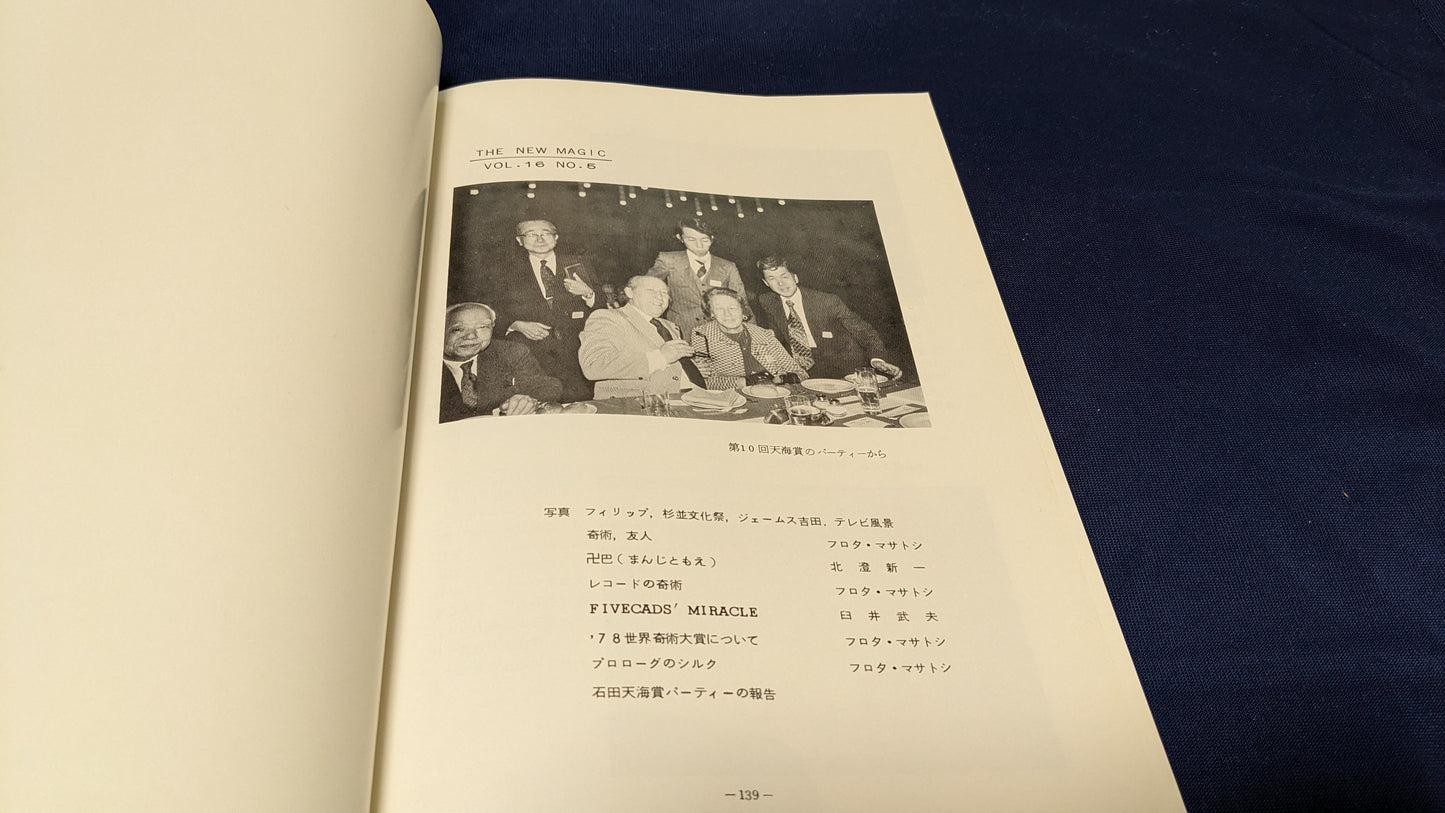 THE NEW MAGIC
VOL.16 NO.5
第10回天海賞のパーティーから
写真 フィリップ，杉並文化祭，ジェームス吉田，テレビ風景
奇術，友人 フロタ・マサトシ
卍巴（まんじともえ） 北澄新一
レコードの奇術 フロタ・マサトシ
FIVECADS' MIRACLE 臼井武夫
'78世界奇術大賞について フロタ・マサトシ
プロローグのシルク フロタ・マサトシ
石田天海賞パーティーの報告
－139－